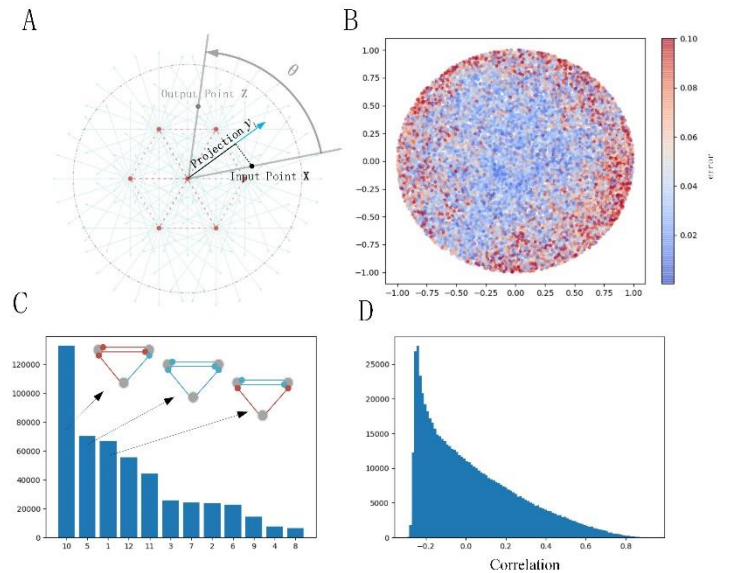 A
θ
Output Point Z
Projection yᵢ
Input Point X
B
1.00
0.75
0.50
0.25
0.00
−0.25
−0.50
−0.75
−1.00
−1.00 −0.75 −0.50 −0.25 0.00 0.25 0.50 0.75 1.00
0.10
0.08
0.06
0.04
0.02
error
C
120000
100000
80000
60000
40000
20000
0
10 5 1 12 11 3 7 2 6 9 4 8
D
25000
20000
15000
10000
5000
0
−0.2 0.0 0.2 0.4 0.6 0.8
Correlation